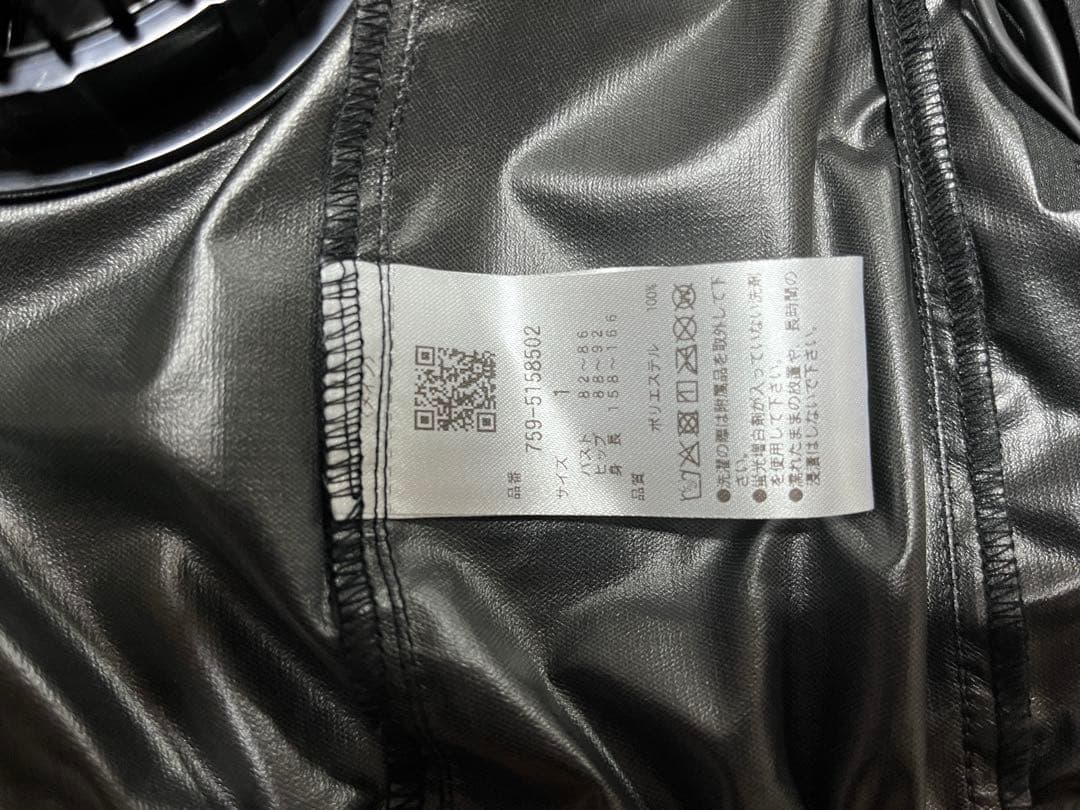 品番 759-5158502
サイズ 1
バスト 82～86
ヒップ 88～92
身長 158～166
品質
ポリエステル 100%
●洗濯の際は附属品を取外して下
さい。
●蛍光増白剤が入っていない洗剤
を使用して下さい。
●濡れたままの放置や、長時間の
浸漬はしないで下さい。